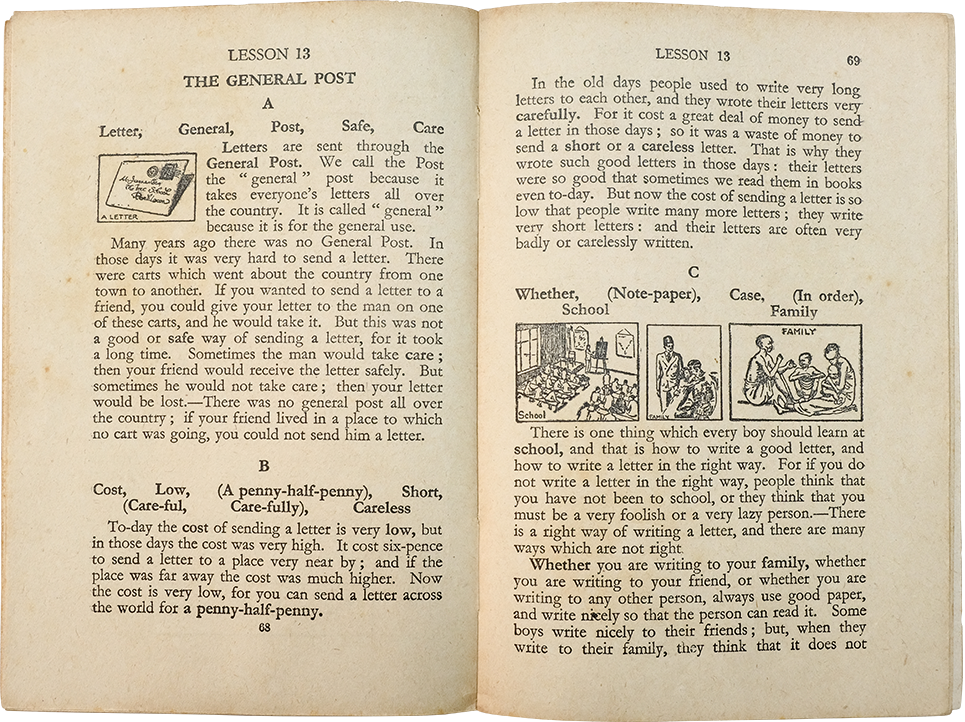 LESSON 13
THE GENERAL POST
A
Letter, General, Post, Safe, Care
Letters are sent through the
General Post. We call the Post
the “ general ” post because it
takes everyone's letters all over
the country. It is called “ general ”
because it is for the general use.
A LETTER
Many years ago there was no General Post. In
those days it was very hard to send a letter. There
were carts which went about the country from one
town to another. If you wanted to send a letter to a
friend, you could give your letter to the man on one
of these carts, and he would take it. But this was not
a good or safe way of sending a letter, for it took
a long time. Sometimes the man would take care ;
then your friend would receive the letter safely. But
sometimes he would not take care ; then your letter
would be lost.—There was no general post all over
the country ; if your friend lived in a place to which
no cart was going, you could not send him a letter.
B
Cost, Low, (A penny-half-penny), Short,
(Care-ful, Care-fully), Careless
To-day the cost of sending a letter is very low, but
in those days the cost was very high. It cost six-pence
to send a letter to a place very near by ; and if the
place was far away the cost was much higher. Now
the cost is very low, for you can send a letter across
the world for a penny-half-penny.
68
LESSON 13
69
In the old days people used to write very long
letters to each other, and they wrote their letters very
carefully. For it cost a great deal of money to send
a letter in those days ; so it was a waste of money to
send a short or a careless letter. That is why they
wrote such good letters in those days : their letters
were so good that sometimes we read them in books
even to-day. But now the cost of sending a letter is so
low that people write many more letters ; they write
very short letters : and their letters are often very
badly or carelessly written.
C
Whether, (Note-paper), Case, (In order),
School Family
School
FAMILY
FAMILY
There is one thing which every boy should learn at
school, and that is how to write a good letter, and
how to write a letter in the right way. For if you do
not write a letter in the right way, people think that
you have not been to school, or they think that you
must be a very foolish or a very lazy person.—There
is a right way of writing a letter, and there are many
ways which are not right.
Whether you are writing to your family, whether
you are writing to your friend, or whether you are
writing to any other person, always use good paper,
and write nicely so that the person can read it. Some
boys write nicely to their friends ; but, when they
write to their family, they think that it does not